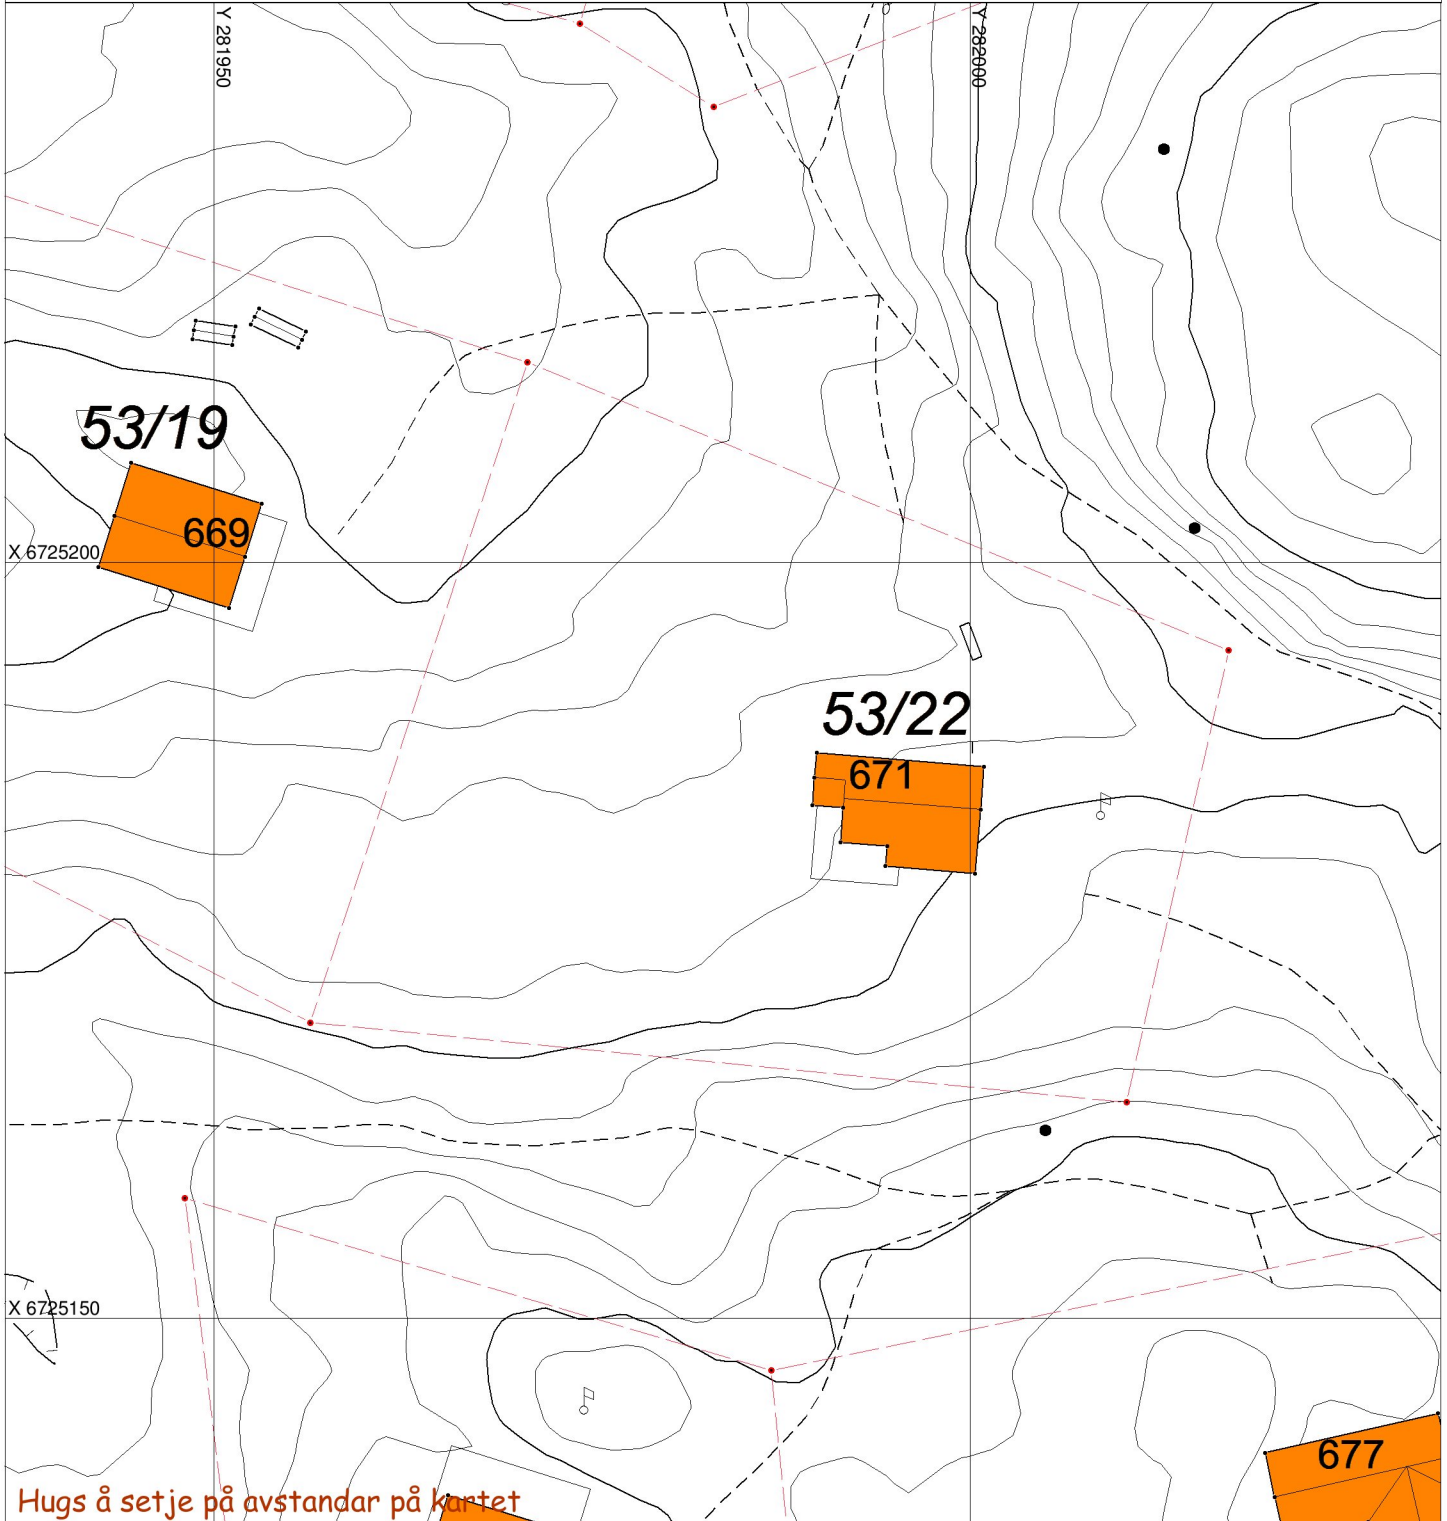 Y 281950
Y 282000
53/19
669
X 6725200
53/22
671
X 6725150
677
Hugs å setje på avstandar på kartet